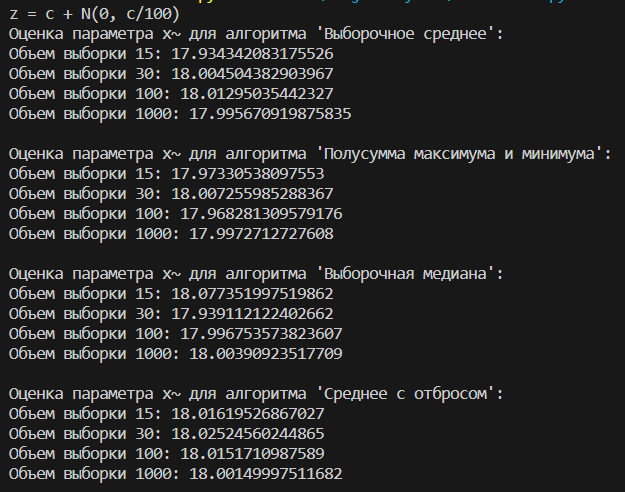 z = c + N(0, c/100)
Оценка параметра x~ для алгоритма 'Выборочное среднее':
Объем выборки 15: 17.934342083175526
Объем выборки 30: 18.004504382903967
Объем выборки 100: 18.01295035442327
Объем выборки 1000: 17.995670919875835
Оценка параметра x~ для алгоритма 'Полусумма максимума и минимума':
Объем выборки 15: 17.97330538097553
Объем выборки 30: 18.007255985288367
Объем выборки 100: 17.968281309579176
Объем выборки 1000: 17.9972712727608
Оценка параметра x~ для алгоритма 'Выборочная медиана':
Объем выборки 15: 18.077351997519862
Объем выборки 30: 17.939112122402662
Объем выборки 100: 17.996753573823607
Объем выборки 1000: 18.00390923517709
Оценка параметра x~ для алгоритма 'Среднее с отбросом':
Объем выборки 15: 18.01619526867027
Объем выборки 30: 18.02524560244865
Объем выборки 100: 18.0151710987589
Объем выборки 1000: 18.00149997511682